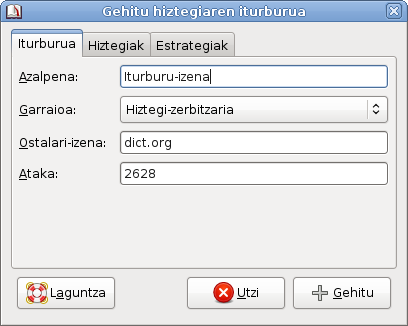 Gehitu hiztegiaren iturburua
Iturburua Hiztegiak Estrategiak
Azalpena: Iturburu-izena
Garraioa: Hiztegi-zerbitzaria
Ostalari-izena: dict.org
Ataka: 2628
Laguntza Utzi Gehitu